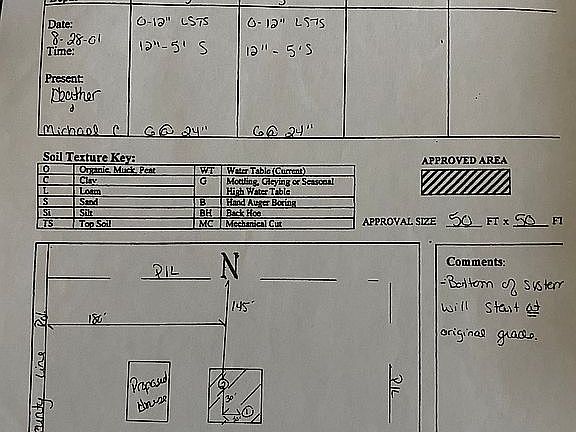 Date: 0-12" LSTS 0-12" LSTS
8-28-01 12"-5' S 12"-5' S
Time:
Present:
Michael C G@ 24" G@ 24"
Soil Texture Key:
O Organic, Muck, Peat WT Water Table (Current)
C Clay G Mottling, Gleying or Seasonal
L Loam High Water Table
S Sand B Hand Auger Boring
Si Silt BH Back Hoe
TS Top Soil MC Mechanical Cut
APPROVED AREA
APPROVAL SIZE 50 FT x 50 FT
P/L N
145'
180'
Line Rd
Proposed
House
30'
P/L
Comments:
-Bottom of system
will start at
original grade.